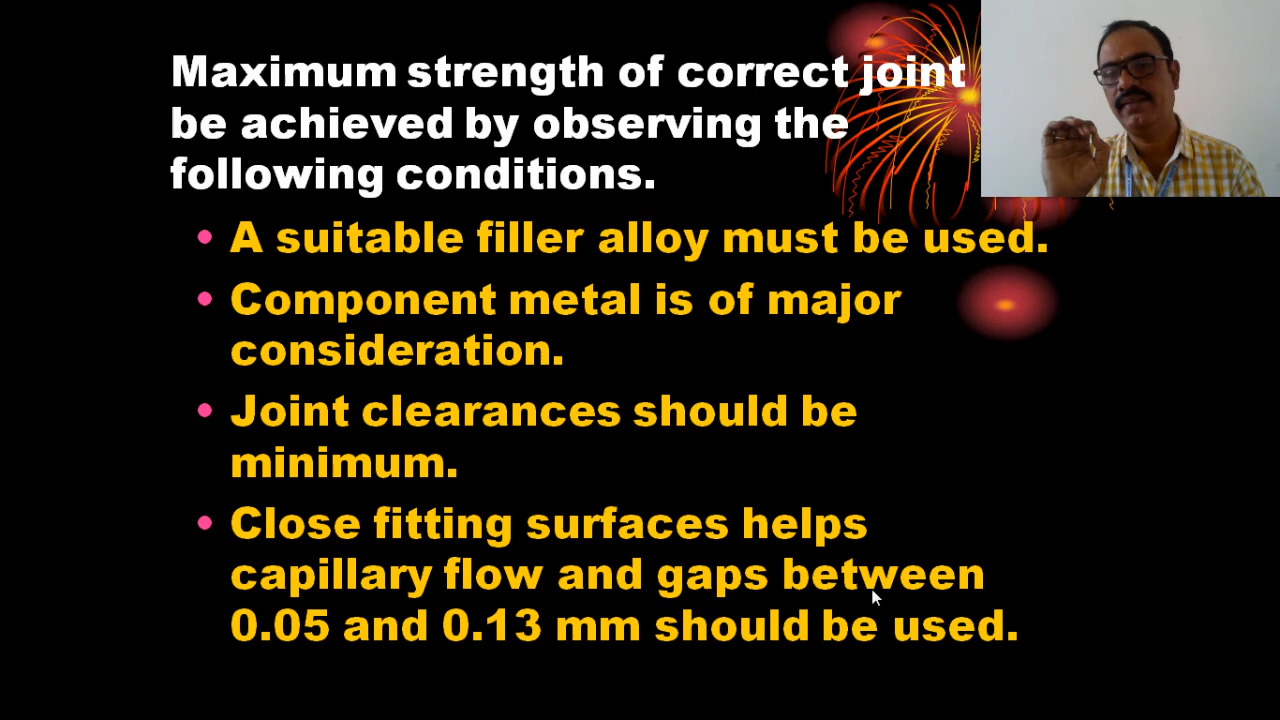 Maximum strength of correct joint
be achieved by observing the
following conditions.
• A suitable filler alloy must be used.
• Component metal is of major
consideration.
• Joint clearances should be
minimum.
• Close fitting surfaces helps
capillary flow and gaps between
0.05 and 0.13 mm should be used.